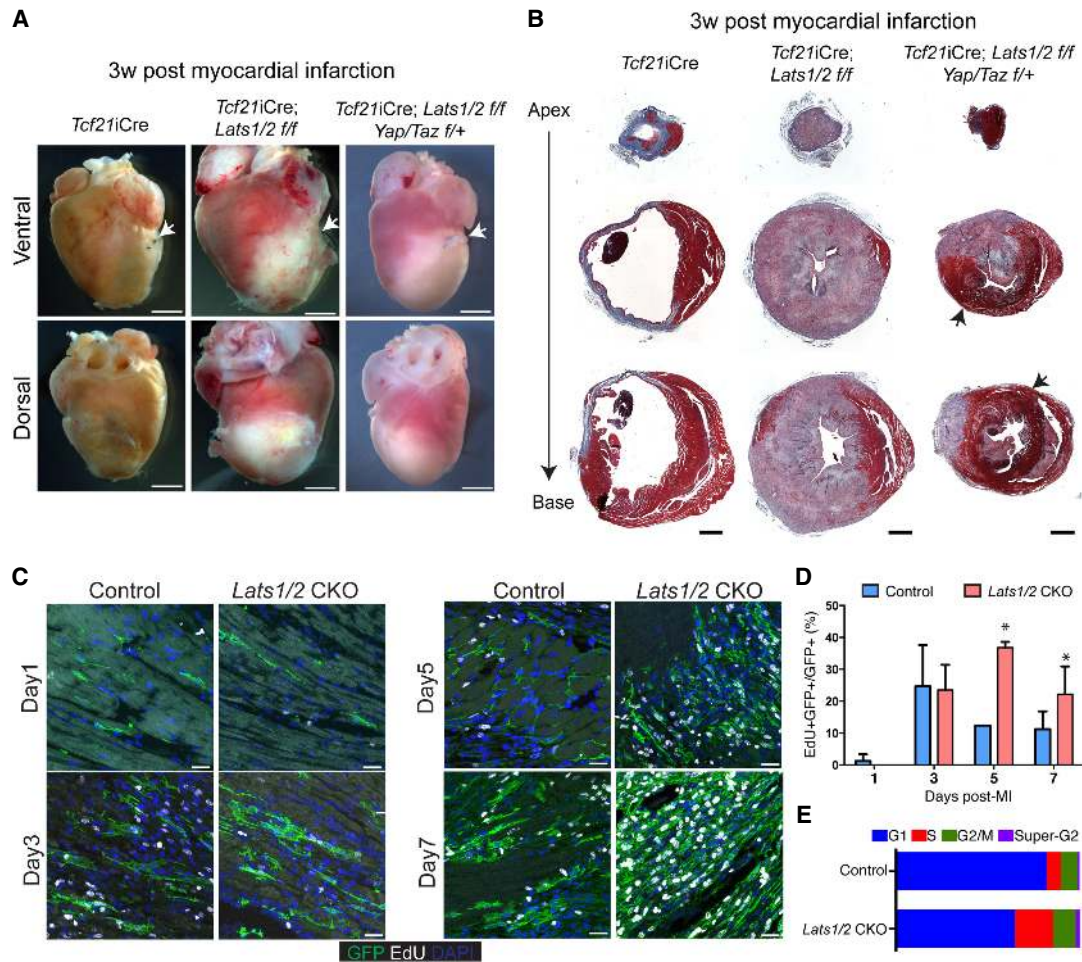 A
3w post myocardial infarction
Tcf21iCre
Tcf21iCre;
Lats1/2 f/f
Tcf21iCre; Lats1/2 f/f
Yap/Taz f/+
Ventral
Dorsal
B
3w post myocardial infarction
Tcf21iCre
Tcf21iCre;
Lats1/2 f/f
Tcf21iCre; Lats1/2 f/f
Yap/Taz f/+
Apex
Base
C
Control
Lats1/2 CKO
Day1
Day3
Control
Lats1/2 CKO
Day5
Day7
GFP EdU DAPI
D
Control
Lats1/2 CKO
EdU+GFP+/GFP+ (%)
50
40
30
20
10
0
*
*
1
3
5
7
Days post-MI
E
G1 S G2/M Super-G2
Control
Lats1/2 CKO